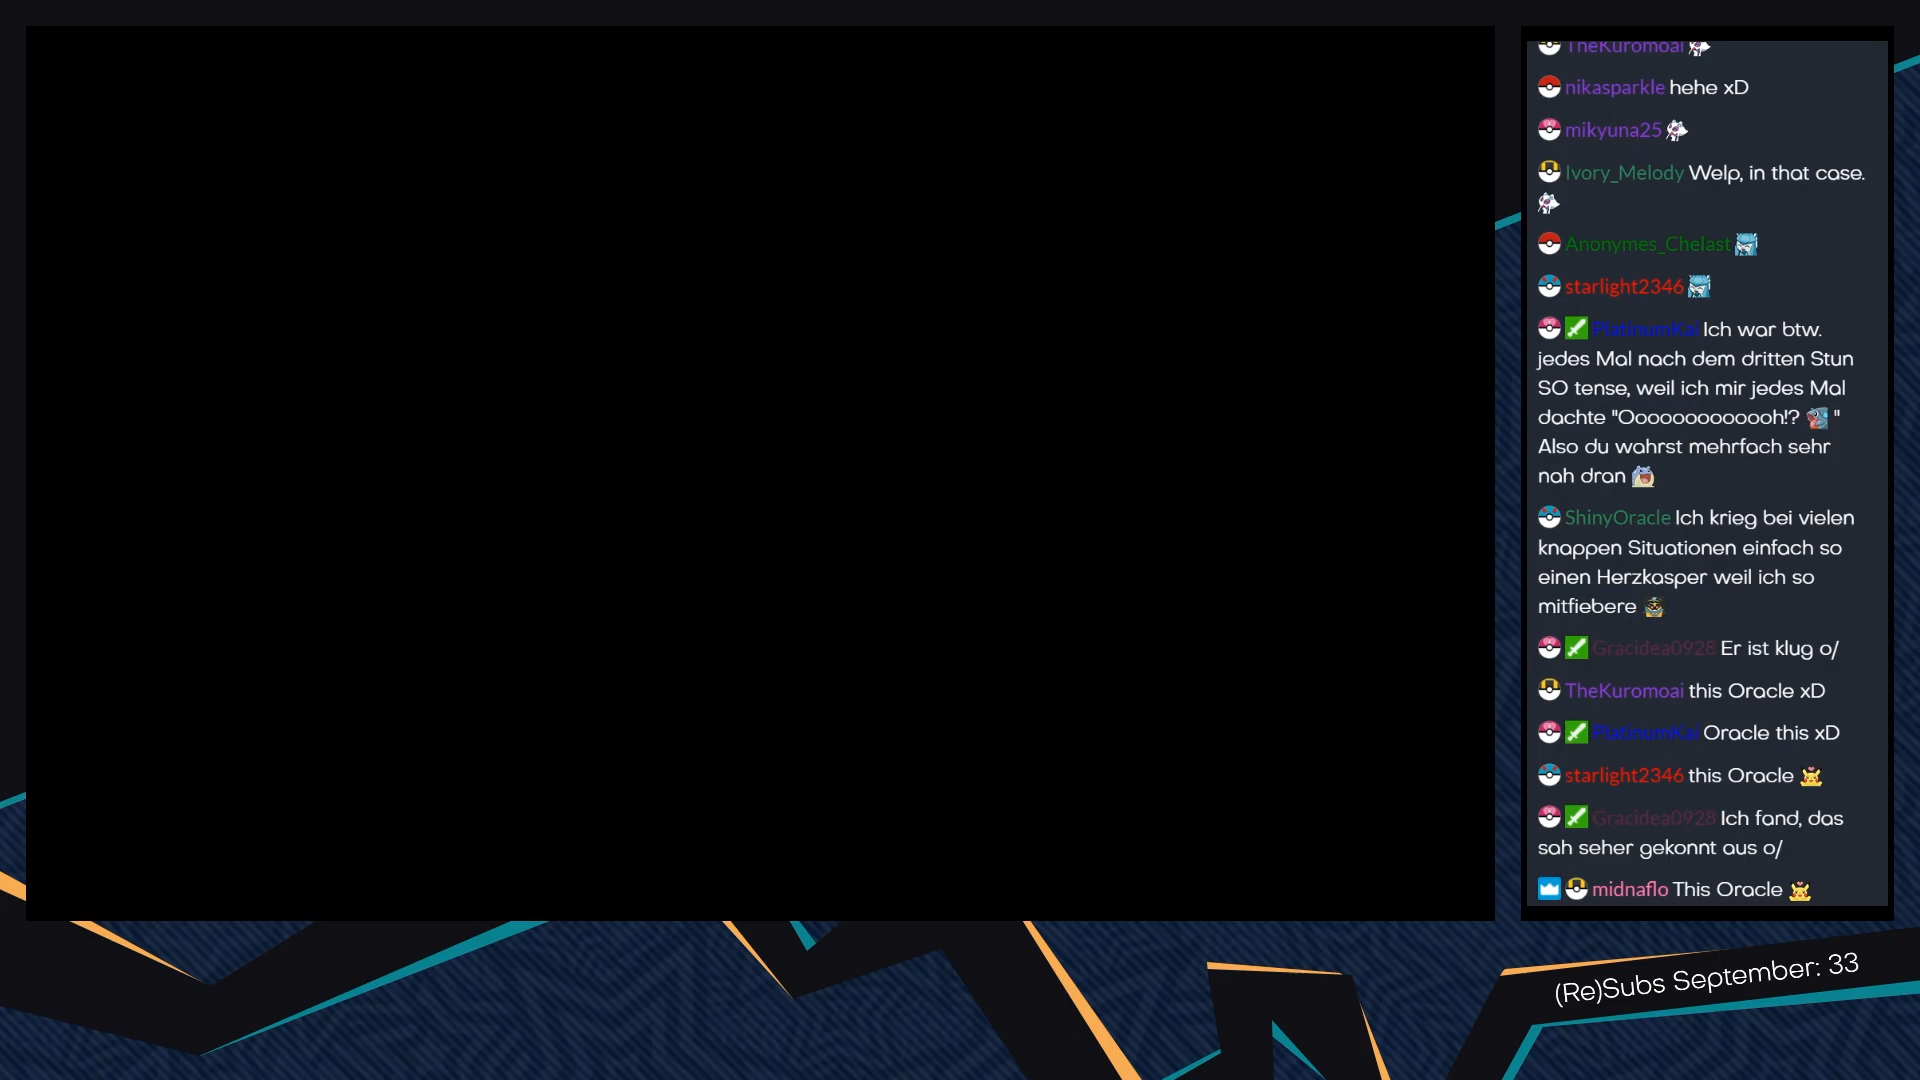 TheKuromoai
nikasparkle hehe xD
mikyuna25
Ivory_Melody Welp, in that case.
Anonymes_Chelast
starlight2346
PlatinumKai Ich war btw.
jedes Mal nach dem dritten Stun
SO tense, weil ich mir jedes Mal
dachte "Oooooooooooh!? "
Also du wahrst mehrfach sehr
nah dran
ShinyOracle Ich krieg bei vielen
knappen Situationen einfach so
einen Herzkasper weil ich so
mitfiebere
Gracidea0928 Er ist klug o/
TheKuromoai this Oracle xD
PlatinumKai Oracle this xD
starlight2346 this Oracle
Gracidea0928 Ich fand, das
sah seher gekonnt aus o/
midnaflo This Oracle
(Re)Subs September: 33